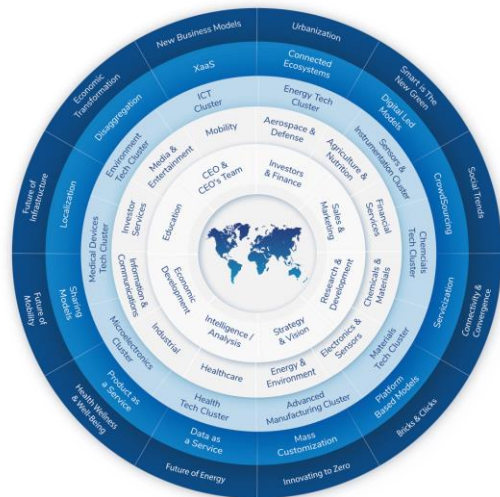 New Business Models
Urbanization
Smart is The
New Green
Social Trends
Connectivity &
Convergence
Bricks & Clicks
Innovating to Zero
Future of Energy
Health Wellness
& Well-Being
Future of
Mobility
Future of
Infrastructure
Economic
Transformation
XaaS
Connected
Ecosystems
Digital Led
Models
CrowdSourcing
Servicization
Platform
Based Models
Mass
Customization
Data as
a Service
Product as
a Service
Sharing
Models
Localization
Disaggregation
ICT
Cluster
Energy Tech
Cluster
Sensors &
Instrumentation Cluster
Chemcials
Tech Cluster
Materials
Tech Cluster
Advanced
Manufacturing Cluster
Health
Tech Cluster
Microelectronics
Cluster
Medical Devices
Tech Cluster
Environment
Tech Cluster
Mobility
Aerospace &
Defense
Agriculture &
Nutrition
Financial
Services
Chemicals &
Materials
Electronics &
Sensors
Energy &
Environment
Healthcare
Industrial
Information &
Communications
Investor
Services
Media &
Entertainment
CEO &
CEO's Team
Investors
& Finance
Sales &
Marketing
Research &
Development
Strategy
& Vision
Intelligence /
Analysis
Economic
Development
Education